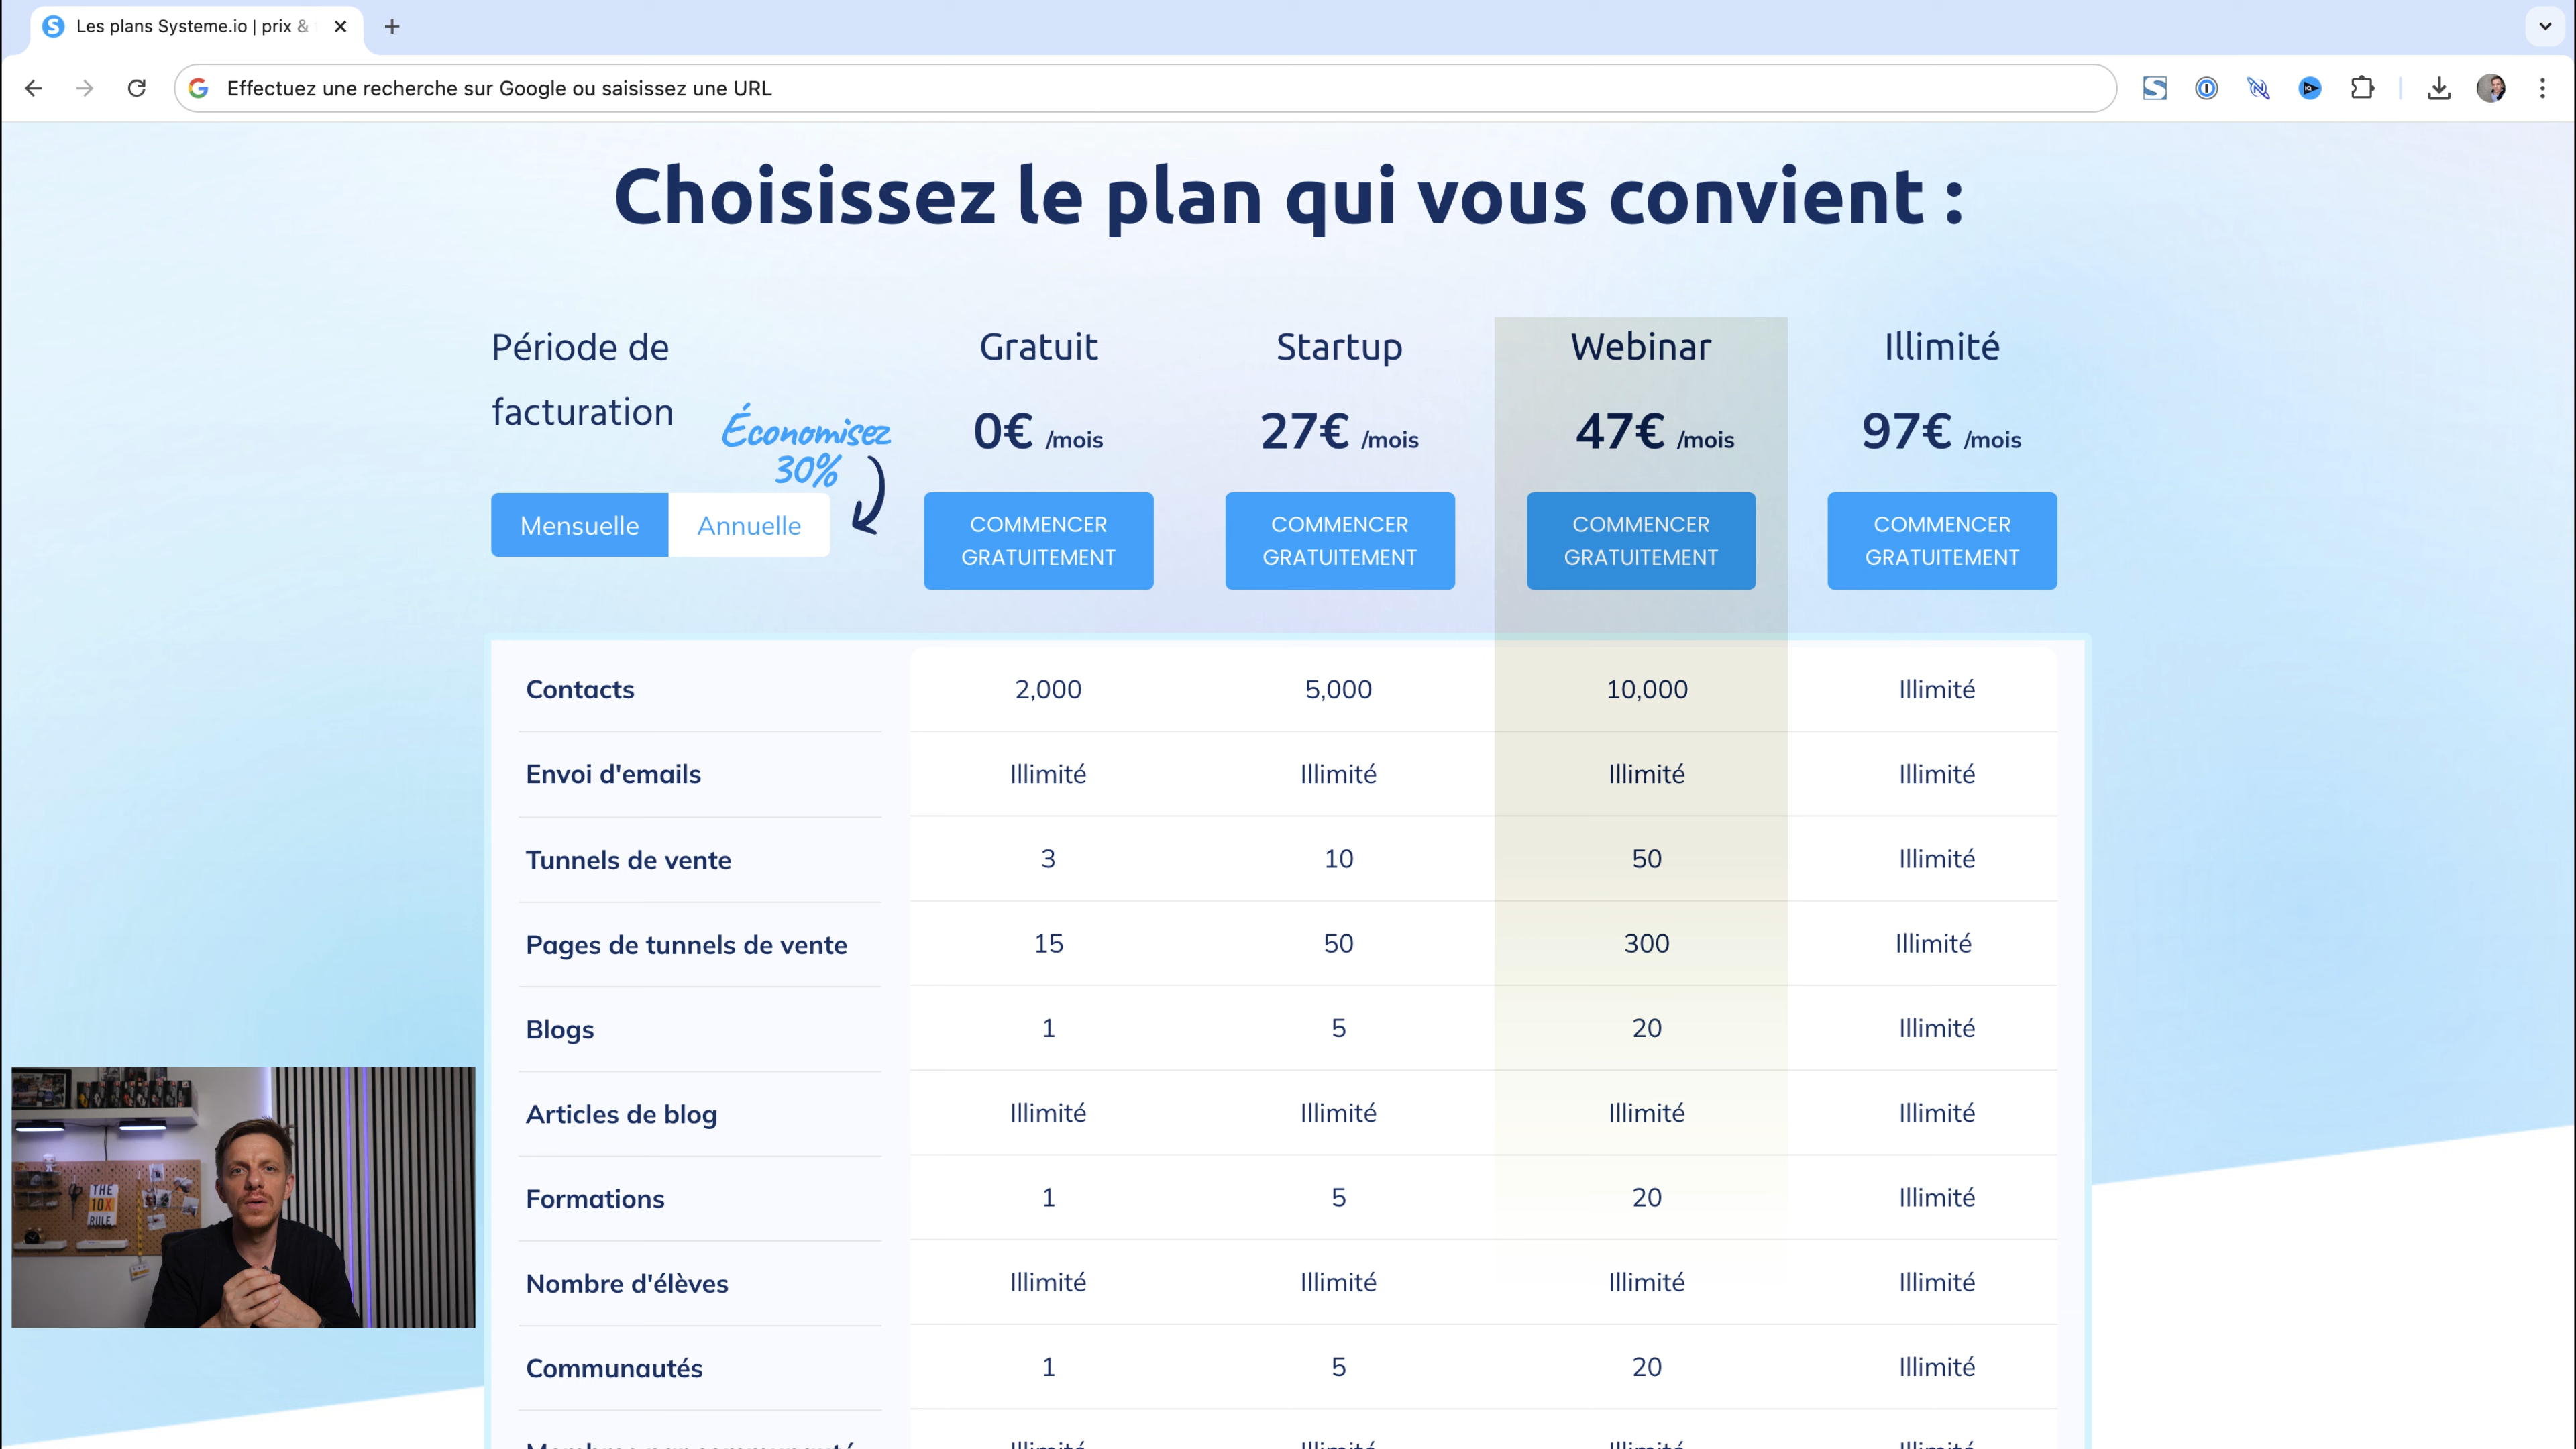 Les plans Systeme.io | prix &
Effectuez une recherche sur Google ou saisissez une URL
Choisissez le plan qui vous convient :
Période de
facturation
Économisez
30%
Mensuelle Annuelle
Gratuit Startup Webinar Illimité
0€ /mois 27€ /mois 47€ /mois 97€ /mois
COMMENCER COMMENCER COMMENCER COMMENCER
GRATUITEMENT GRATUITEMENT GRATUITEMENT GRATUITEMENT
Contacts 2,000 5,000 10,000 Illimité
Envoi d'emails Illimité Illimité Illimité Illimité
Tunnels de vente 3 10 50 Illimité
Pages de tunnels de vente 15 50 300 Illimité
Blogs 1 5 20 Illimité
Articles de blog Illimité Illimité Illimité Illimité
Formations 1 5 20 Illimité
Nombre d'élèves Illimité Illimité Illimité Illimité
Communautés 1 5 20 Illimité
THE
10X
RULE